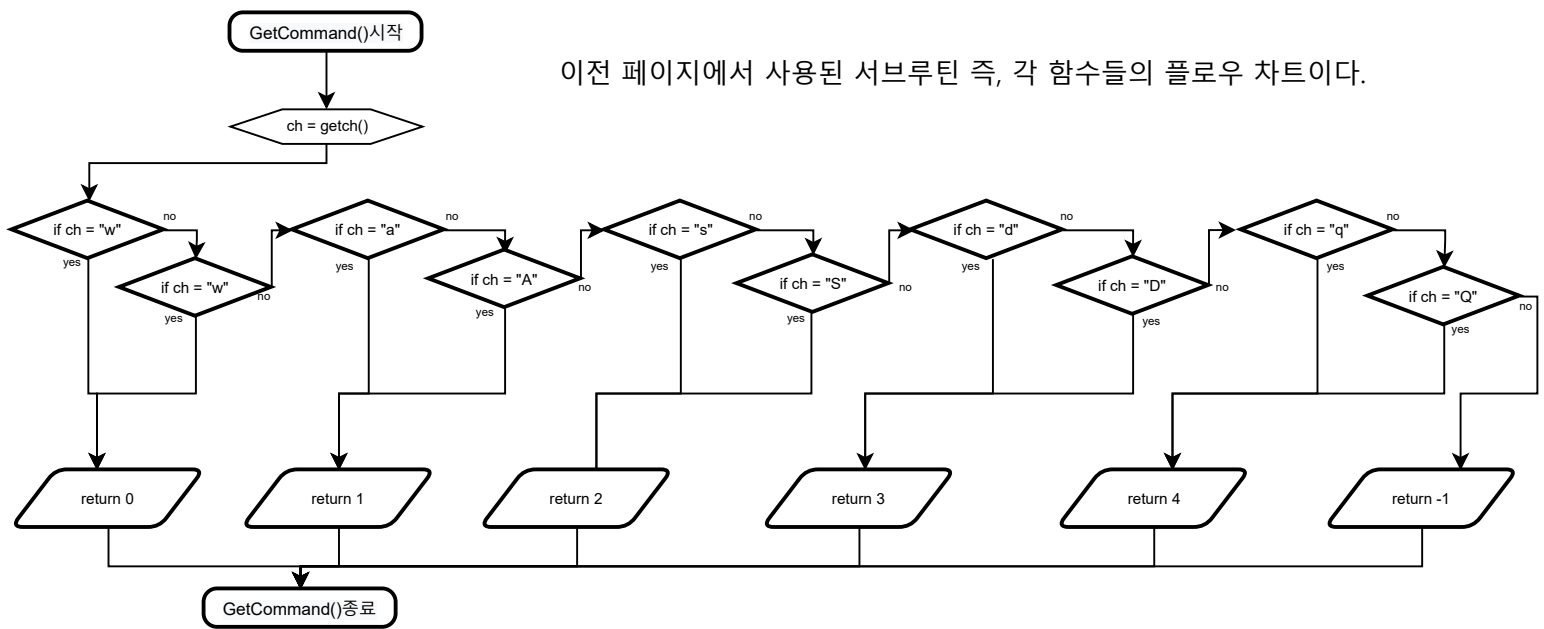 GetCommand()시작
이전 페이지에서 사용된 서브루틴 즉, 각 함수들의 플로우 차트이다.
ch = getch()
if ch = "w"
no
yes
if ch = "w"
no
yes
if ch = "a"
no
yes
if ch = "A"
no
yes
if ch = "s"
no
yes
if ch = "S"
no
yes
if ch = "d"
no
yes
if ch = "D"
no
yes
if ch = "q"
no
yes
if ch = "Q"
no
yes
return 0
return 1
return 2
return 3
return 4
return -1
GetCommand()종료